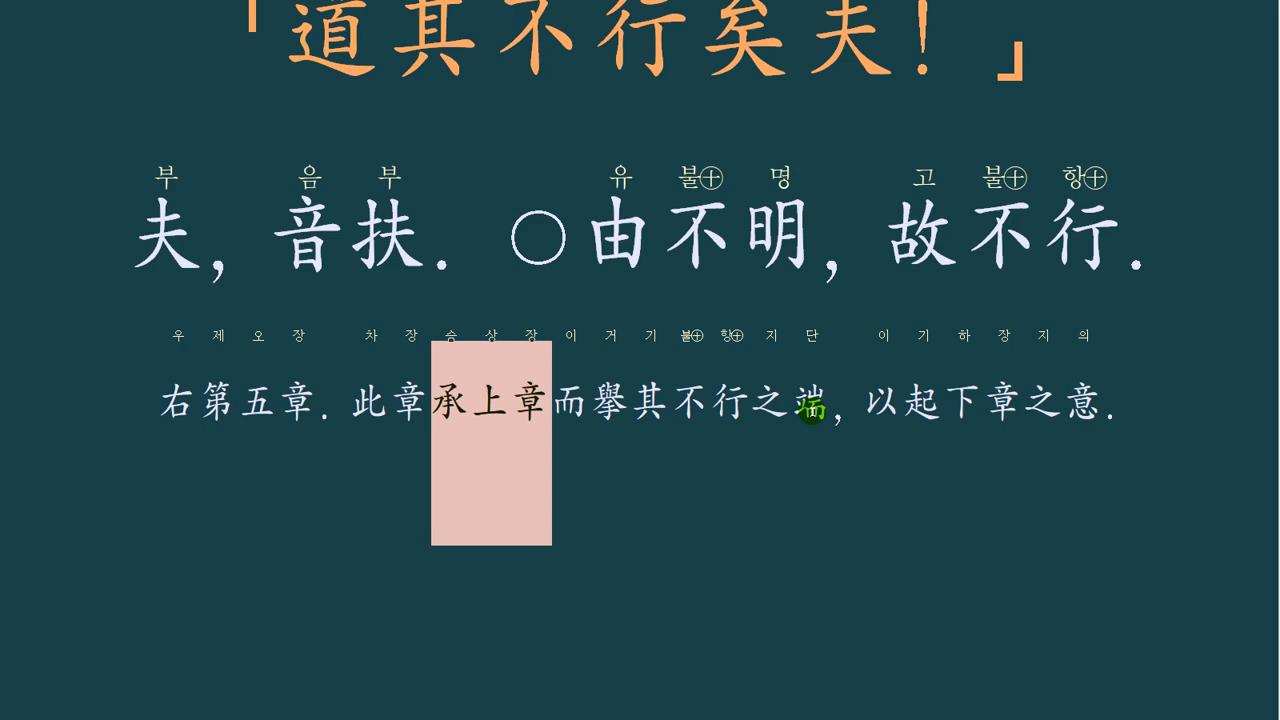 「道其不行矣夫! 」
부 음 부 유 불㊉ 명 고 불㊉ 항㊉
夫, 音扶. ○由不明, 故不行.
우 제 오 장 차 장 승 상 장 이 거 기 불㊉ 항㊉ 지 단 이 기 하 장 지 의
右第五章. 此章承上章而擧其不行之端, 以起下章之意.